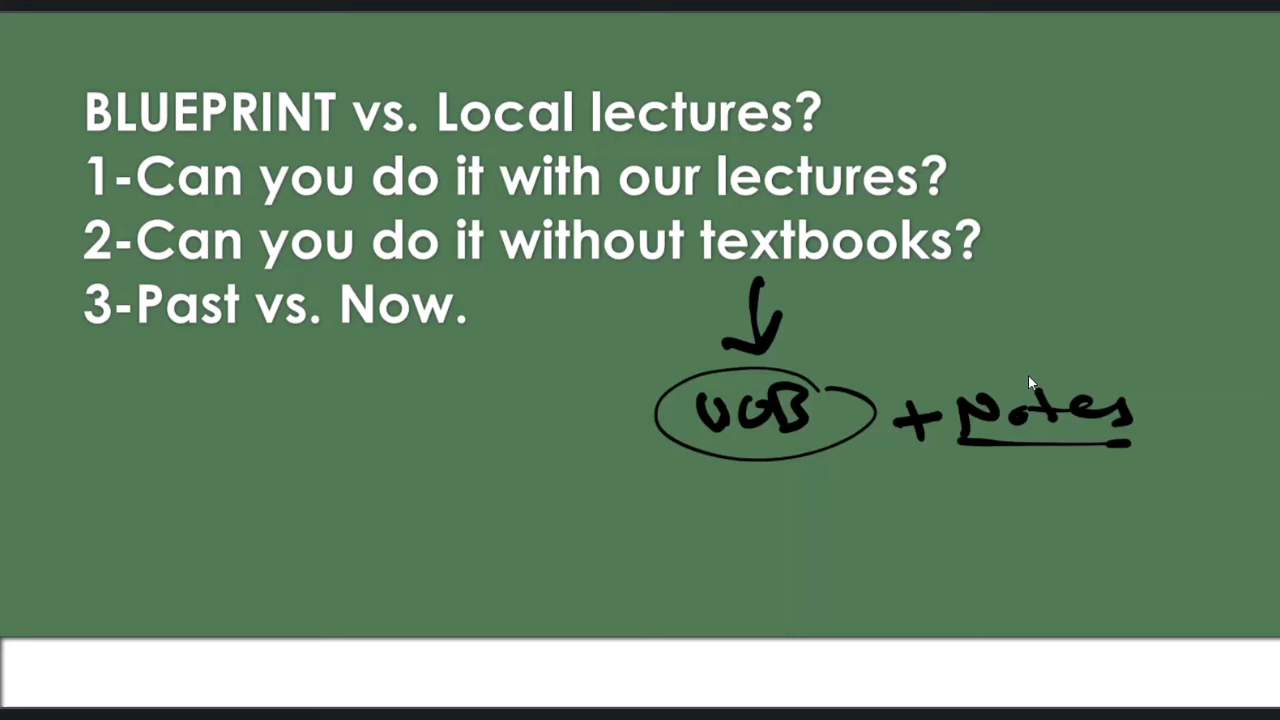 BLUEPRINT vs. Local lectures?
1-Can you do it with our lectures?
2-Can you do it without textbooks?
3-Past vs. Now.
UOB + Notes